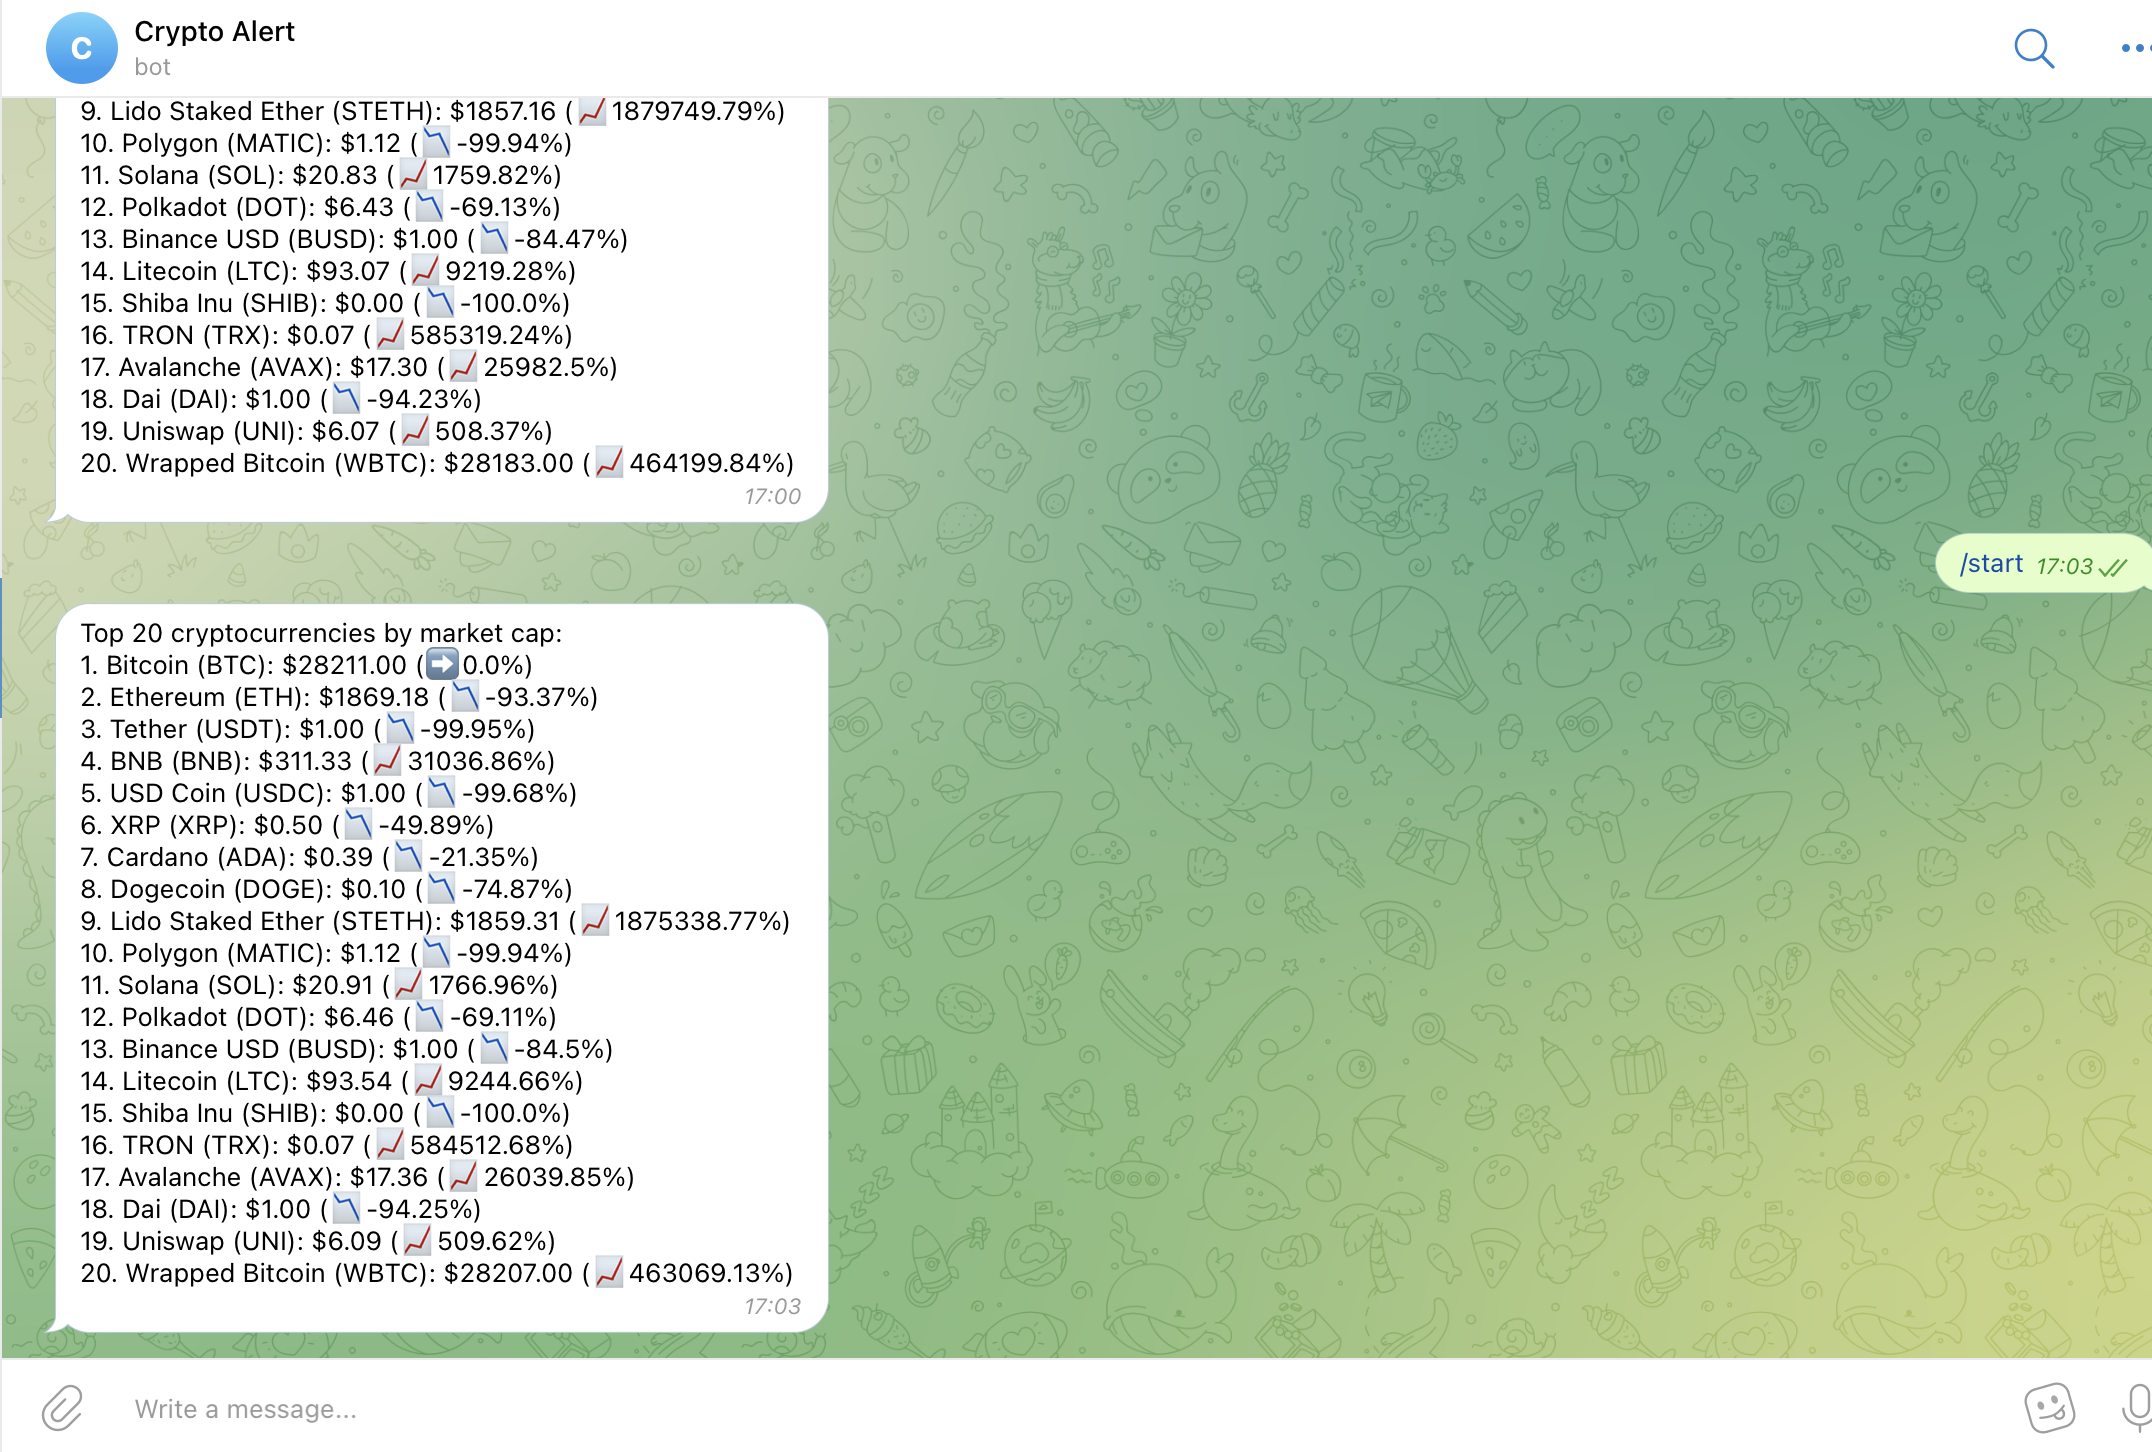 C
Crypto Alert
bot
9. Lido Staked Ether (STETH): $1857.16 (📈1879749.79%)
10. Polygon (MATIC): $1.12 (📉-99.94%)
11. Solana (SOL): $20.83 (📈1759.82%)
12. Polkadot (DOT): $6.43 (📉-69.13%)
13. Binance USD (BUSD): $1.00 (📉-84.47%)
14. Litecoin (LTC): $93.07 (📈9219.28%)
15. Shiba Inu (SHIB): $0.00 (📉-100.0%)
16. TRON (TRX): $0.07 (📈585319.24%)
17. Avalanche (AVAX): $17.30 (📈25982.5%)
18. Dai (DAI): $1.00 (📉-94.23%)
19. Uniswap (UNI): $6.07 (📈508.37%)
20. Wrapped Bitcoin (WBTC): $28183.00 (📈464199.84%)
17:00
/start 17:03
Top 20 cryptocurrencies by market cap:
1. Bitcoin (BTC): $28211.00 (➡️0.0%)
2. Ethereum (ETH): $1869.18 (📉-93.37%)
3. Tether (USDT): $1.00 (📉-99.95%)
4. BNB (BNB): $311.33 (📈31036.86%)
5. USD Coin (USDC): $1.00 (📉-99.68%)
6. XRP (XRP): $0.50 (📉-49.89%)
7. Cardano (ADA): $0.39 (📉-21.35%)
8. Dogecoin (DOGE): $0.10 (📉-74.87%)
9. Lido Staked Ether (STETH): $1859.31 (📈1875338.77%)
10. Polygon (MATIC): $1.12 (📉-99.94%)
11. Solana (SOL): $20.91 (📈1766.96%)
12. Polkadot (DOT): $6.46 (📉-69.11%)
13. Binance USD (BUSD): $1.00 (📉-84.5%)
14. Litecoin (LTC): $93.54 (📈9244.66%)
15. Shiba Inu (SHIB): $0.00 (📉-100.0%)
16. TRON (TRX): $0.07 (📈584512.68%)
17. Avalanche (AVAX): $17.36 (📈26039.85%)
18. Dai (DAI): $1.00 (📉-94.25%)
19. Uniswap (UNI): $6.09 (📈509.62%)
20. Wrapped Bitcoin (WBTC): $28207.00 (📈463069.13%)
17:03
Write a message...